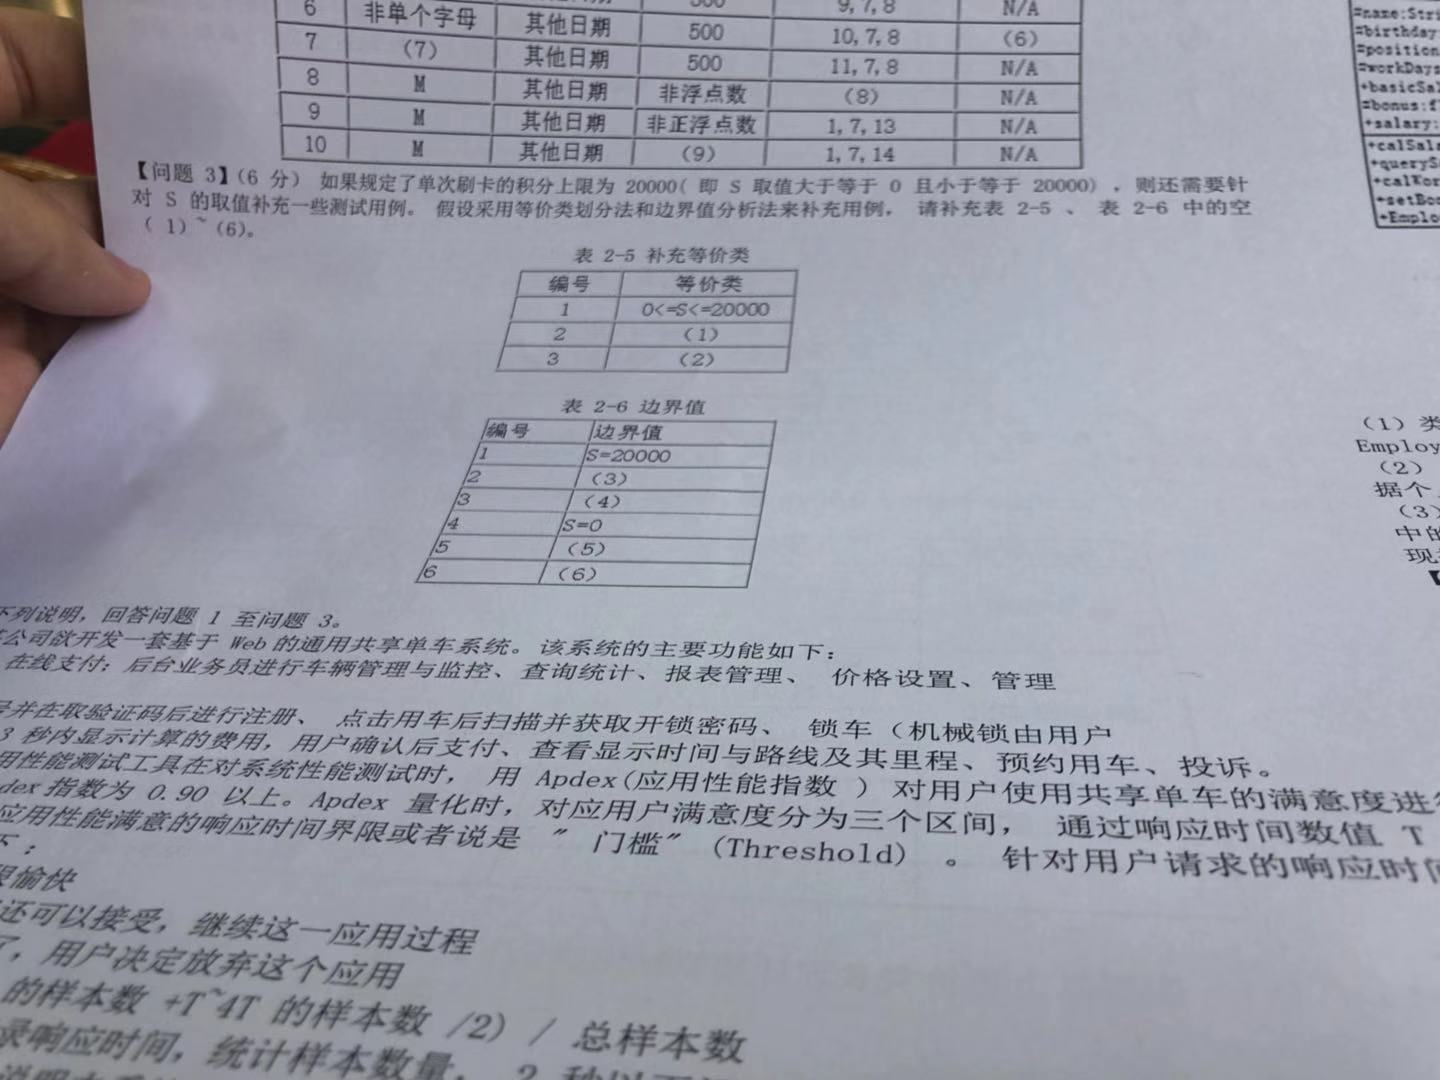 6 非单个字母 其他日期 500 9,7,8 N/A
7 (7) 其他日期 500 10,7,8 (6)
8 M 其他日期 500 11,7,8 N/A
9 M 其他日期 非浮点数 (8) N/A
10 M 其他日期 非正浮点数 1,7,13 N/A
其他日期 (9) 1,7,14 N/A
【问题 3】(6 分) 如果规定了单次刷卡的积分上限为 20000( 即 S 取值大于等于 0 且小于等于 20000) ，则还需要针
对 S 的取值补充一些测试用例。 假设采用等价类划分法和边界值分析法来补充用例， 请补充表 2-5 、 表 2-6 中的空
( 1)~(6)。
表 2-5 补充等价类
编号 等价类
1 0<=S<=20000
2 (1)
3 (2)
表 2-6 边界值
编号 边界值
1 S=20000
2 (3)
3 (4)
4 S=0
5 (5)
6 (6)
下列说明，回答问题 1 至问题 3。
公司欲开发一套基于 Web 的通用共享单车系统。该系统的主要功能如下：
在线支付；后台业务员进行车辆管理与监控、查询统计、报表管理、 价格设置、管理
并在取验证码后进行注册、 点击用车后扫描并获取开锁密码、 锁车（机械锁由用户
3 秒内显示计算的费用，用户确认后支付、查看显示时间与路线及其里程、预约用车、投诉。
用性能测试工具在对系统性能测试时， 用 Apdex(应用性能指数 ）对用户使用共享单车的满意度进
dex 指数为 0.90 以上。Apdex 量化时，对应用户满意度分为三个区间， 通过响应时间数值 T
应用性能满意的响应时间界限或者说是 " 门槛" (Threshold) 。 针对用户请求的响应时
下：
很愉快
还可以接受，继续这一应用过程
了，用户决定放弃这个应用
的样本数 +T~4T 的样本数 /2) / 总样本数
录响应时间，统计样本数量，
=name:Stri
=birthday
=position
=workDays
+basicSal
=bonus:f
+salary:
+calSala
+queryS
+calWor
+setBo
+Emplo
(1) 类
Employ
(2)
据个
(3)
中的
现